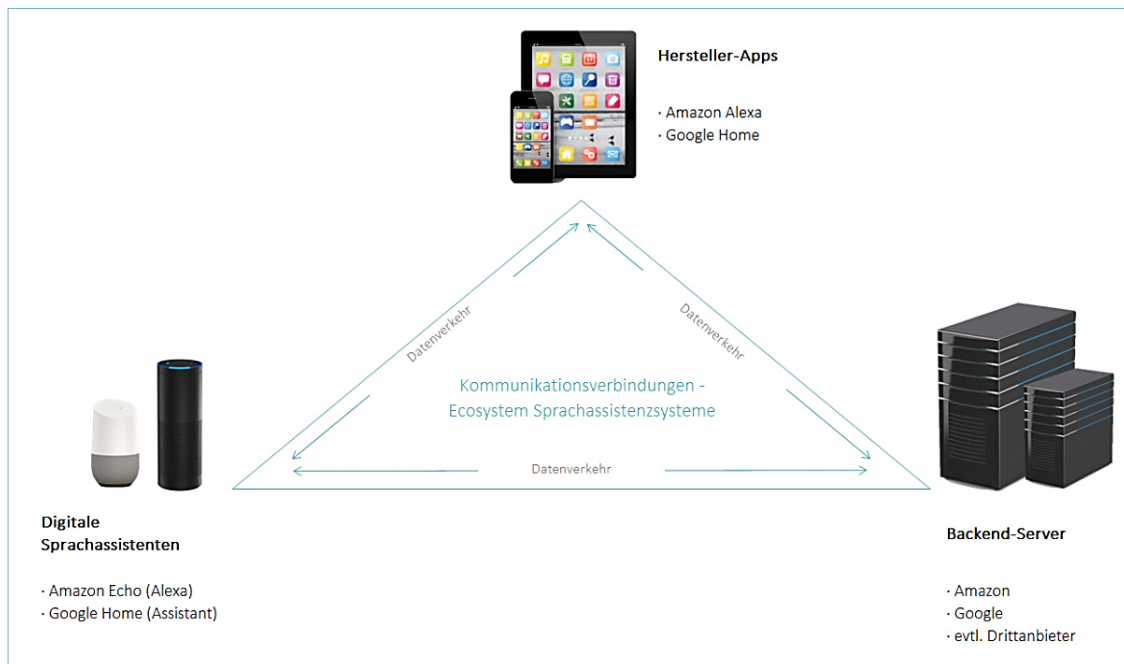 Hersteller-Apps
· Amazon Alexa
· Google Home
Datenverkehr
Datenverkehr
Kommunikationsverbindungen -
Ecosystem Sprachassistenzsysteme
Datenverkehr
Digitale
Sprachassistenten
· Amazon Echo (Alexa)
· Google Home (Assistant)
Backend-Server
· Amazon
· Google
· evtl. Drittanbieter